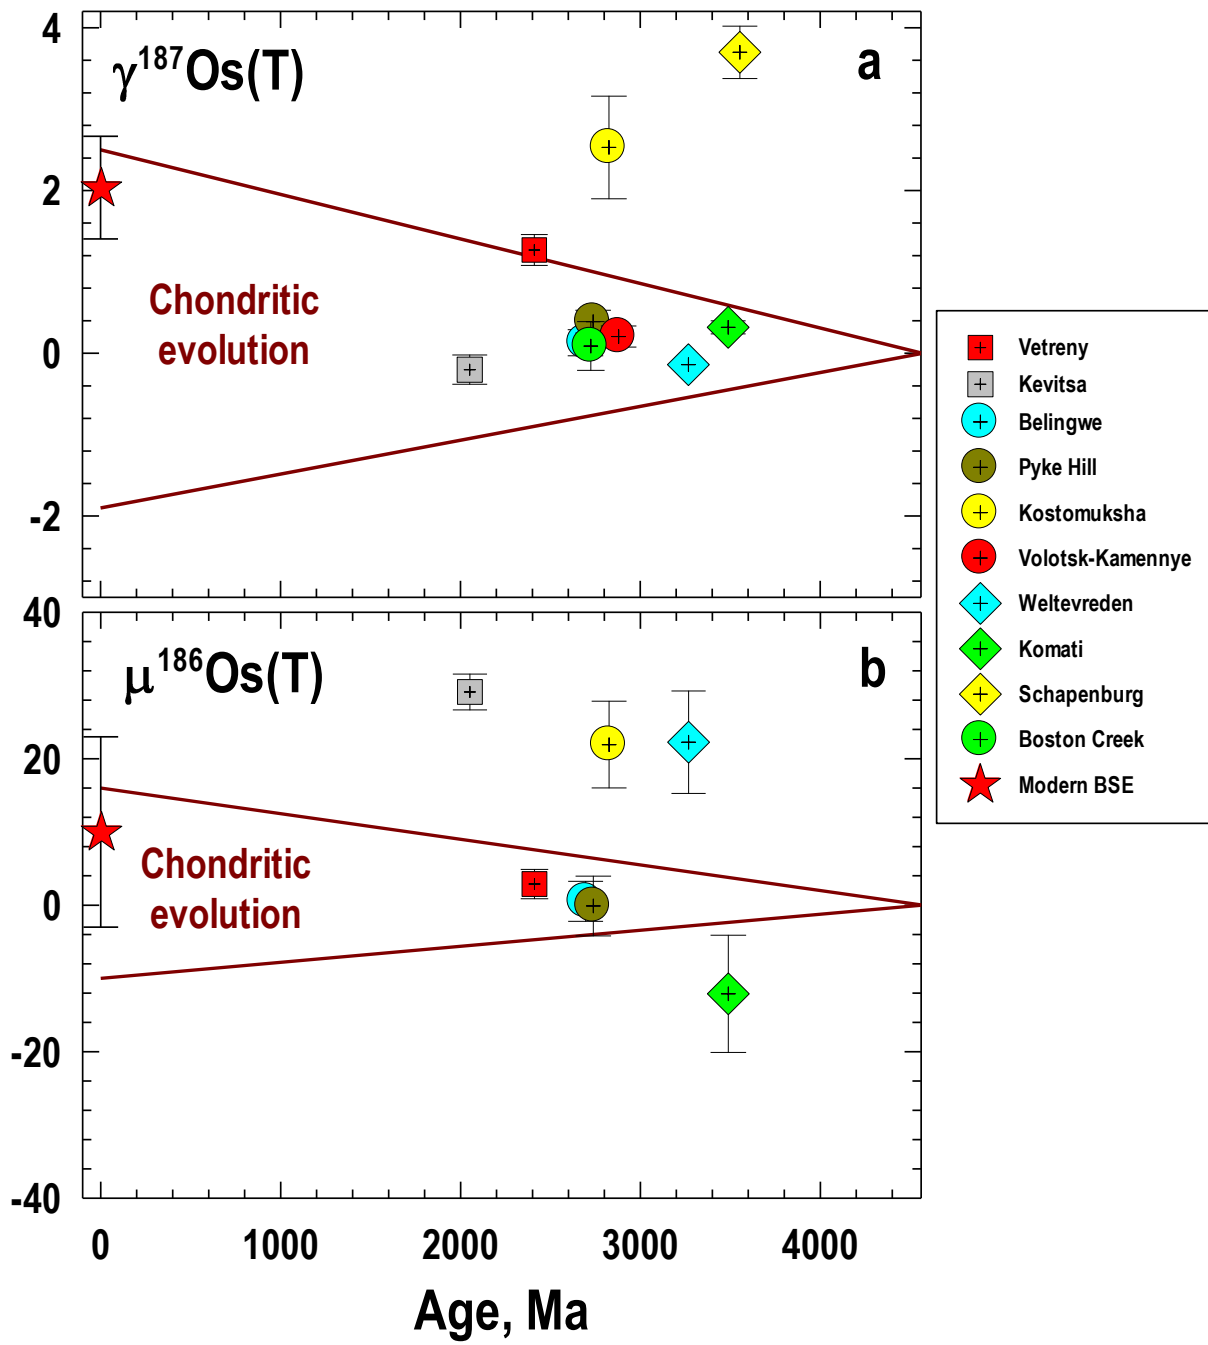 4
γ¹⁸⁷Os(T)
a
2
Chondritic
evolution
0
-2
Vetreny
Kevitsa
Belingwe
Pyke Hill
Kostomuksha
Volotsk-Kamennye
Weltevreden
Komati
Schapenburg
Boston Creek
Modern BSE
40
μ¹⁸⁶Os(T)
b
20
Chondritic
evolution
0
-20
-40
0 1000 2000 3000 4000
Age, Ma